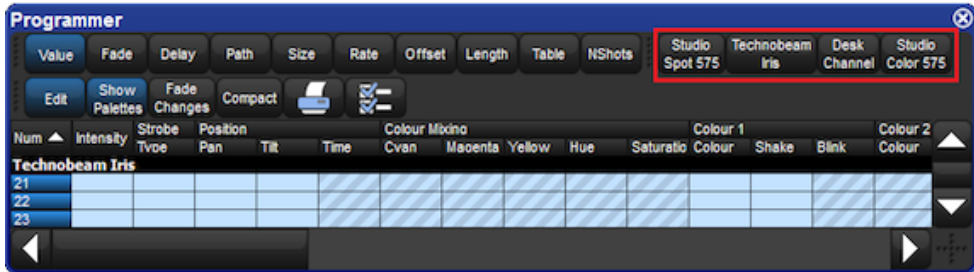 Programmer
Value Fade Delay Path Size Rate Offset Length Table NShots Studio Spot 575 Technobeam Iris Desk Channel Studio Color 575
Edit Show Palettes Fade Changes Compact
Num Intensity Strobe Position Colour Mixing Colour 1 Colour 2
Type Pan Tilt Time Cyan Magenta Yellow Hue Saturatio Colour Shake Blink Colour
Technobeam Iris
21
22
23